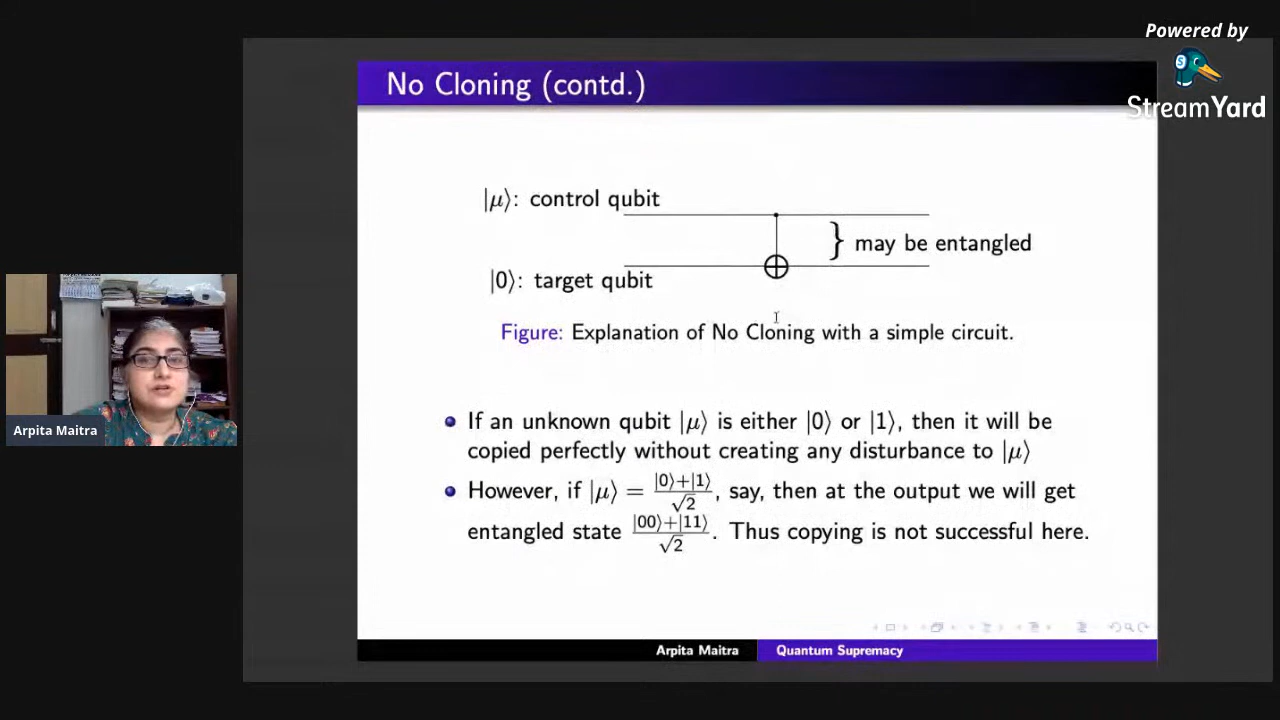 Powered by
StreamYard
No Cloning (contd.)
|μ⟩: control qubit
} may be entangled
|0⟩: target qubit
Figure: Explanation of No Cloning with a simple circuit.
If an unknown qubit |μ⟩ is either |0⟩ or |1⟩, then it will be
copied perfectly without creating any disturbance to |μ⟩
However, if |μ⟩ = |0⟩+|1⟩/√2, say, then at the output we will get
entangled state |00⟩+|11⟩/√2. Thus copying is not successful here.
Arpita Maitra
Arpita Maitra
Quantum Supremacy